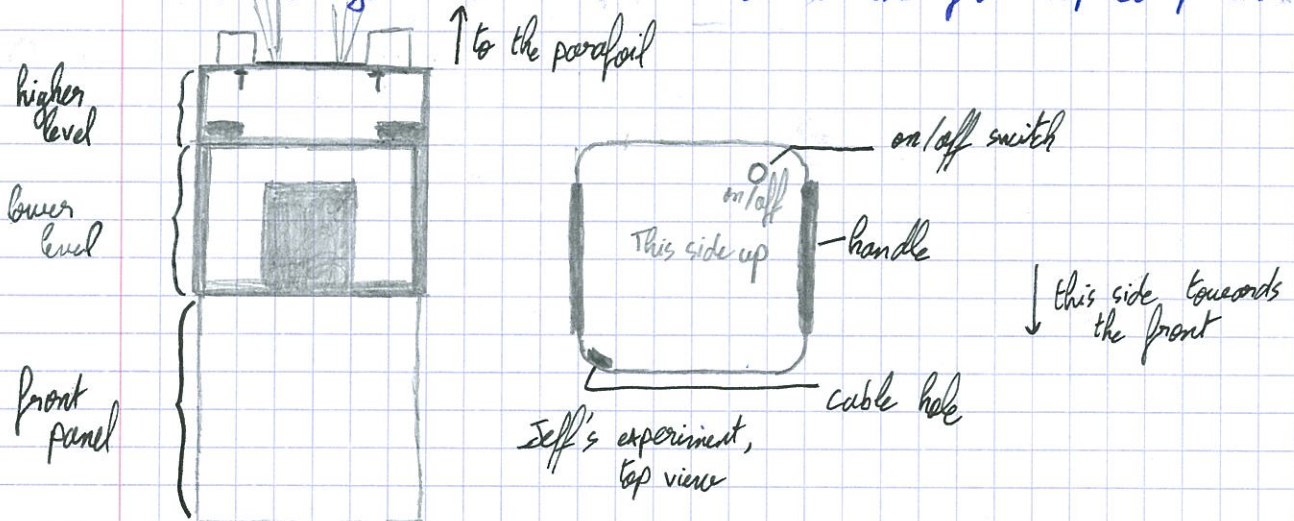 to the parafoil
higher
level
lower
level
front
panel
on/off switch
on/off
This side up
handle
this side towards
the front
cable hole
Jeff's experiment,
top view